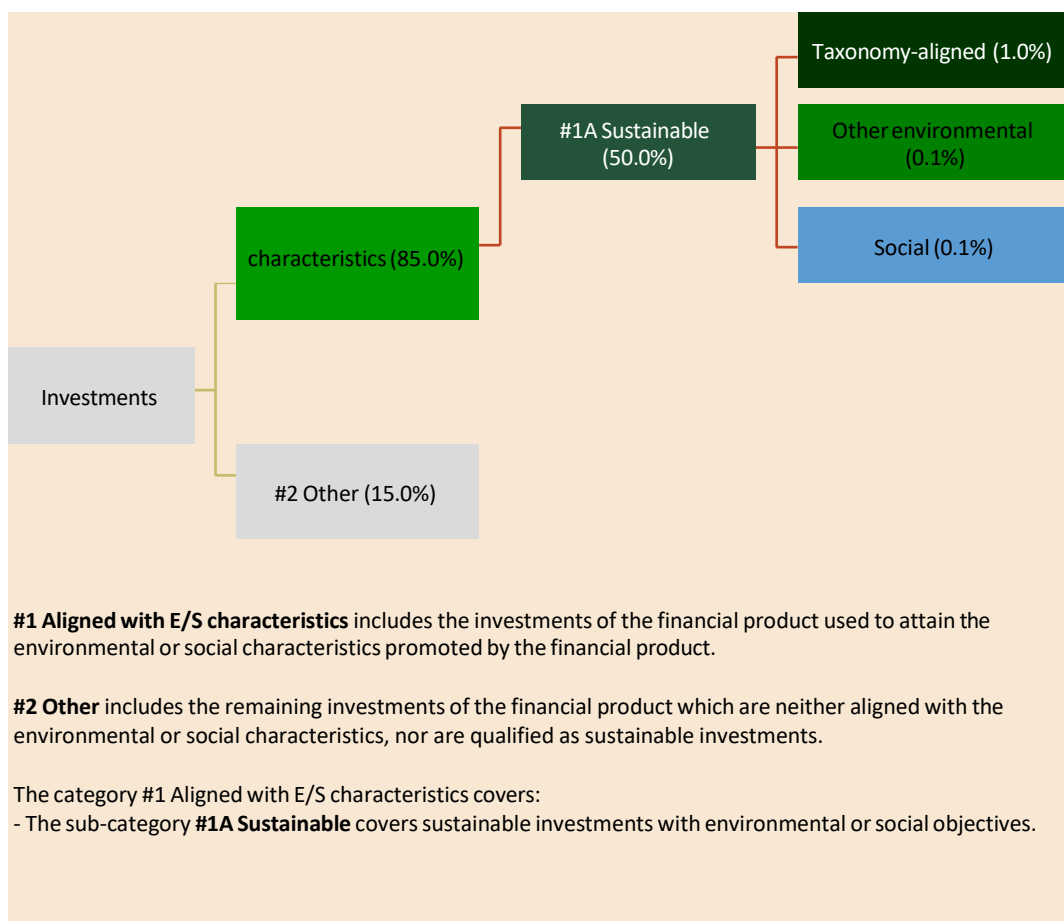 Taxonomy-aligned (1.0%)
#1A Sustainable
(50.0%)
Other environmental
(0.1%)
Social (0.1%)
characteristics (85.0%)
Investments
#2 Other (15.0%)
#1 Aligned with E/S characteristics includes the investments of the financial product used to attain the
environmental or social characteristics promoted by the financial product.
#2 Other includes the remaining investments of the financial product which are neither aligned with the
environmental or social characteristics, nor are qualified as sustainable investments.
The category #1 Aligned with E/S characteristics covers:
- The sub-category #1A Sustainable covers sustainable investments with environmental or social objectives.